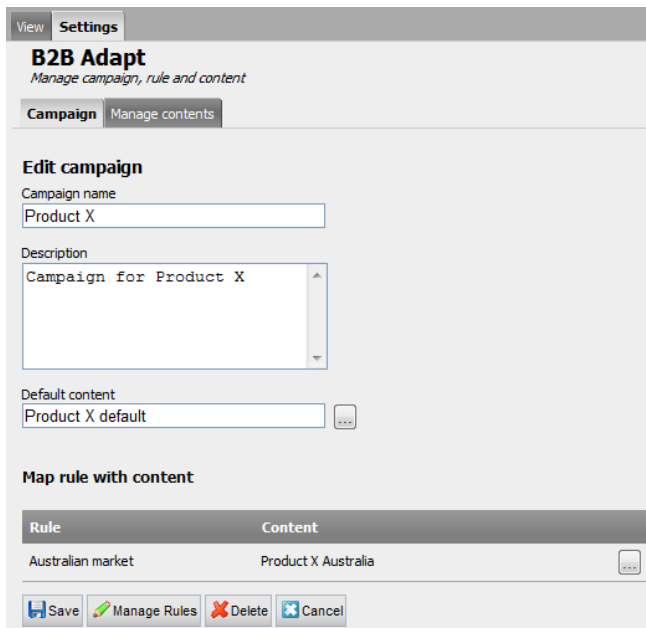 View Settings
B2B Adapt
Manage campaign, rule and content
Campaign Manage contents
Edit campaign
Campaign name
Product X
Description
Campaign for Product X
Default content
Product X default ...
Map rule with content
Rule Content
Australian market Product X Australia ...
Save Manage Rules Delete Cancel